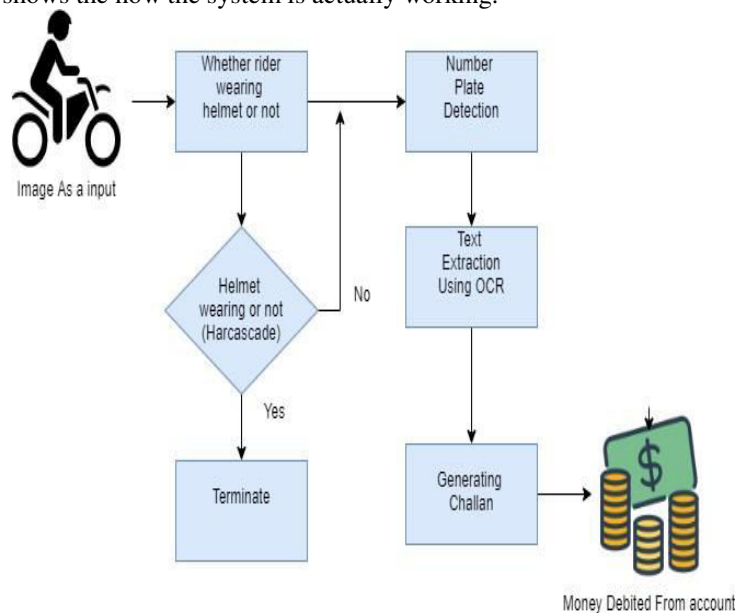 shows the how the system is actually working.
Whether rider
wearing
helmet or not
Number
Plate
Detection
Image As a input
Text
Extraction
Using OCR
Helmet
wearing or not
(Harcascade)
No
Yes
Terminate
Generating
Challan
$
Money Debited From account